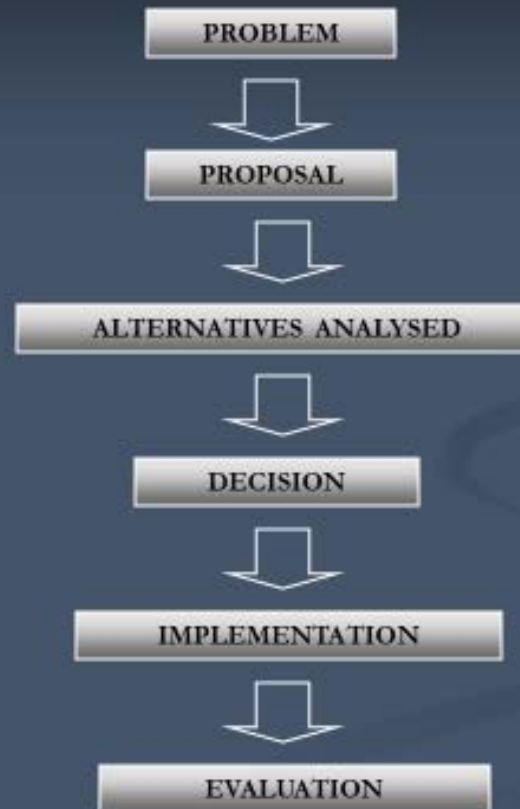 PROBLEM
PROPOSAL
ALTERNATIVES ANALYSED
DECISION
IMPLEMENTATION
EVALUATION